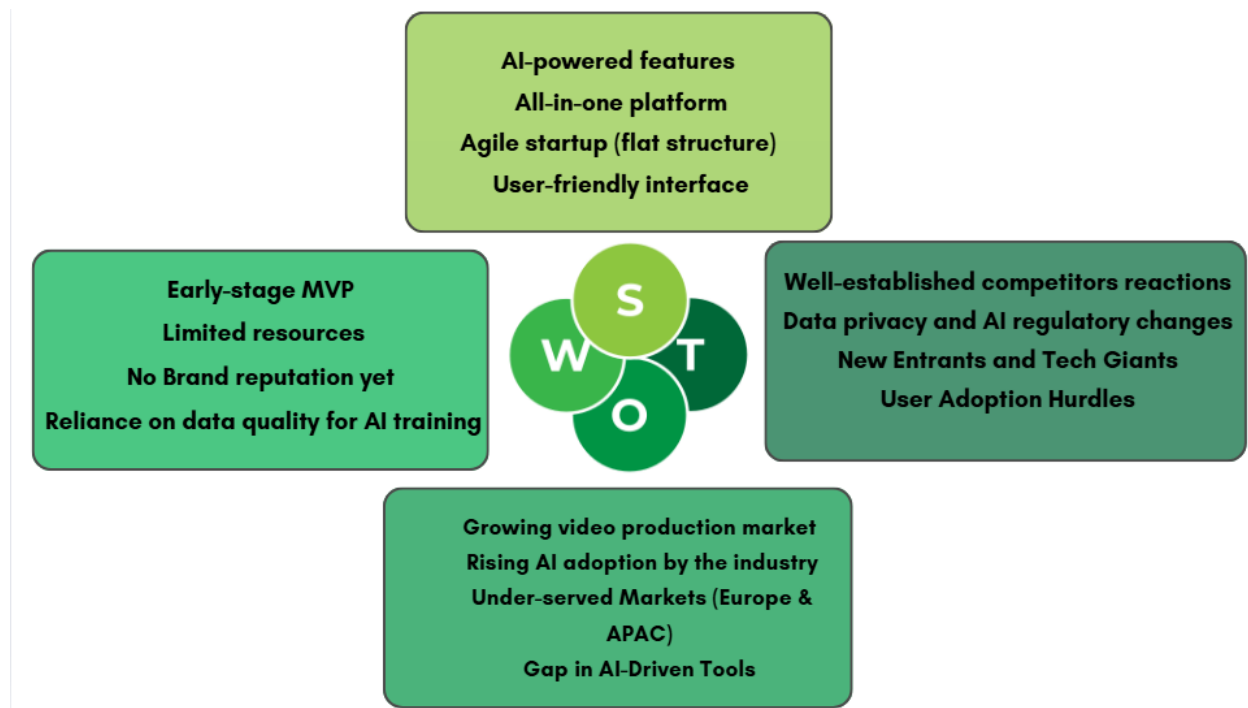 AI-powered features
All-in-one platform
Agile startup (flat structure)
User-friendly interface
Early-stage MVP
Limited resources
No Brand reputation yet
Reliance on data quality for AI training
S
W
T
O
Well-established competitors reactions
Data privacy and AI regulatory changes
New Entrants and Tech Giants
User Adoption Hurdles
Growing video production market
Rising AI adoption by the industry
Under-served Markets (Europe &
APAC)
Gap in AI-Driven Tools